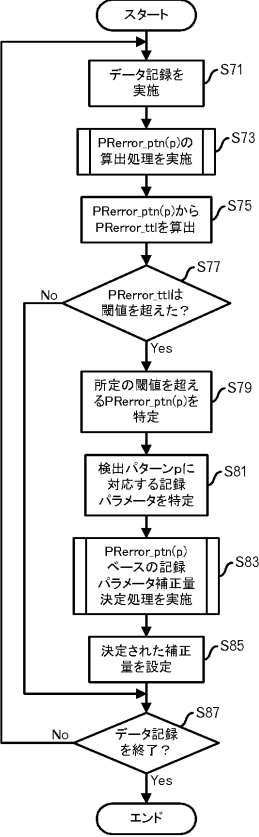 スタート
データ記録を
実施
S71
PRerror_ptn(p)の
算出処理を実施
S73
PRerror_ptn(p)から
PRerror_ttlを算出
S75
PRerror_ttlは
閾値を超えた?
S77
No
Yes
所定の閾値を超え
るPRerror_ptn(p)を
特定
S79
検出パターンpに
対応する記録
パラメータを特定
S81
PRerror_ptn(p)
ベースの記録
パラメータ補正量
決定処理を実施
S83
決定された補正
量を設定
S85
データ記録
を終了?
S87
No
Yes
エンド